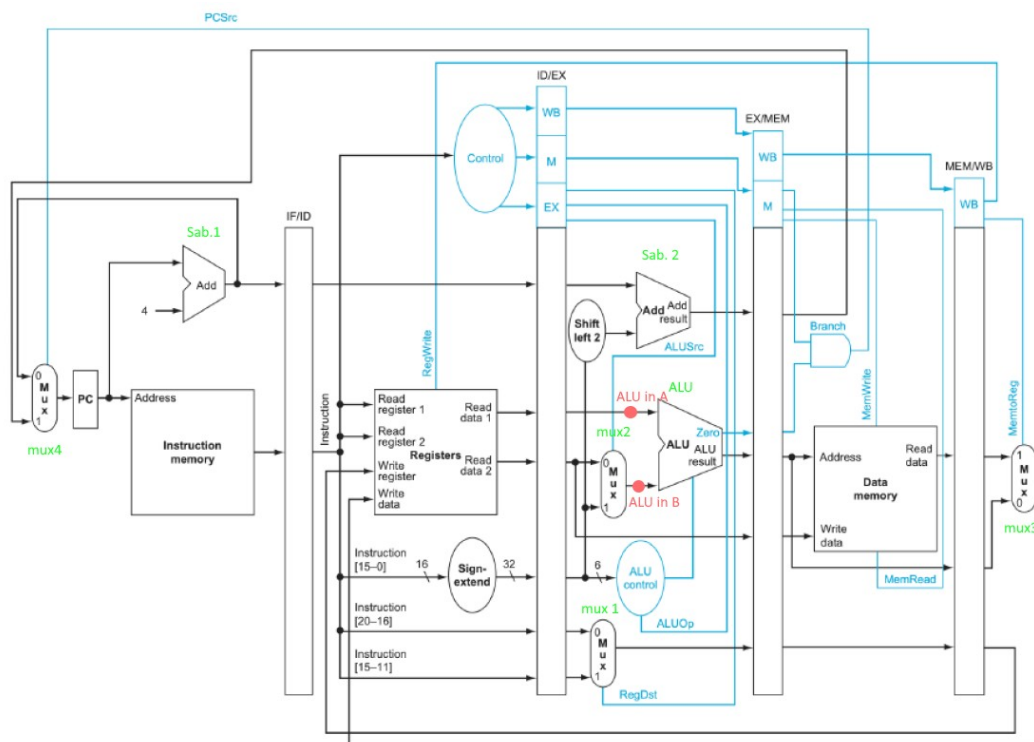 PCSrc
ID/EX
WB
EX/MEM
Control
M
WB
MEM/WB
EX
M
WB
IF/ID
Sab.1
Add
4
Sab. 2
Add
Add
result
Shift
left 2
ALUSrc
Branch
RegWrite
MemWrite
MemtoReg
0
M
u
x
1
mux4
PC
Address
Instruction
memory
Instruction
Read
register 1
Read
register 2
Write
register
Write
data
Registers
Read
data 1
Read
data 2
ALU in A
ALU
mux2
0
M
u
x
1
ALU in B
ALU
Zero
ALU
result
Address
Read
data
Data
memory
Write
data
MemRead
1
M
u
x
0
mux3
Instruction
[15–0]
16
Sign-
extend
32
6
ALU
control
ALUOp
Instruction
[20–16]
Instruction
[15–11]
mux 1
0
M
u
x
1
RegDst